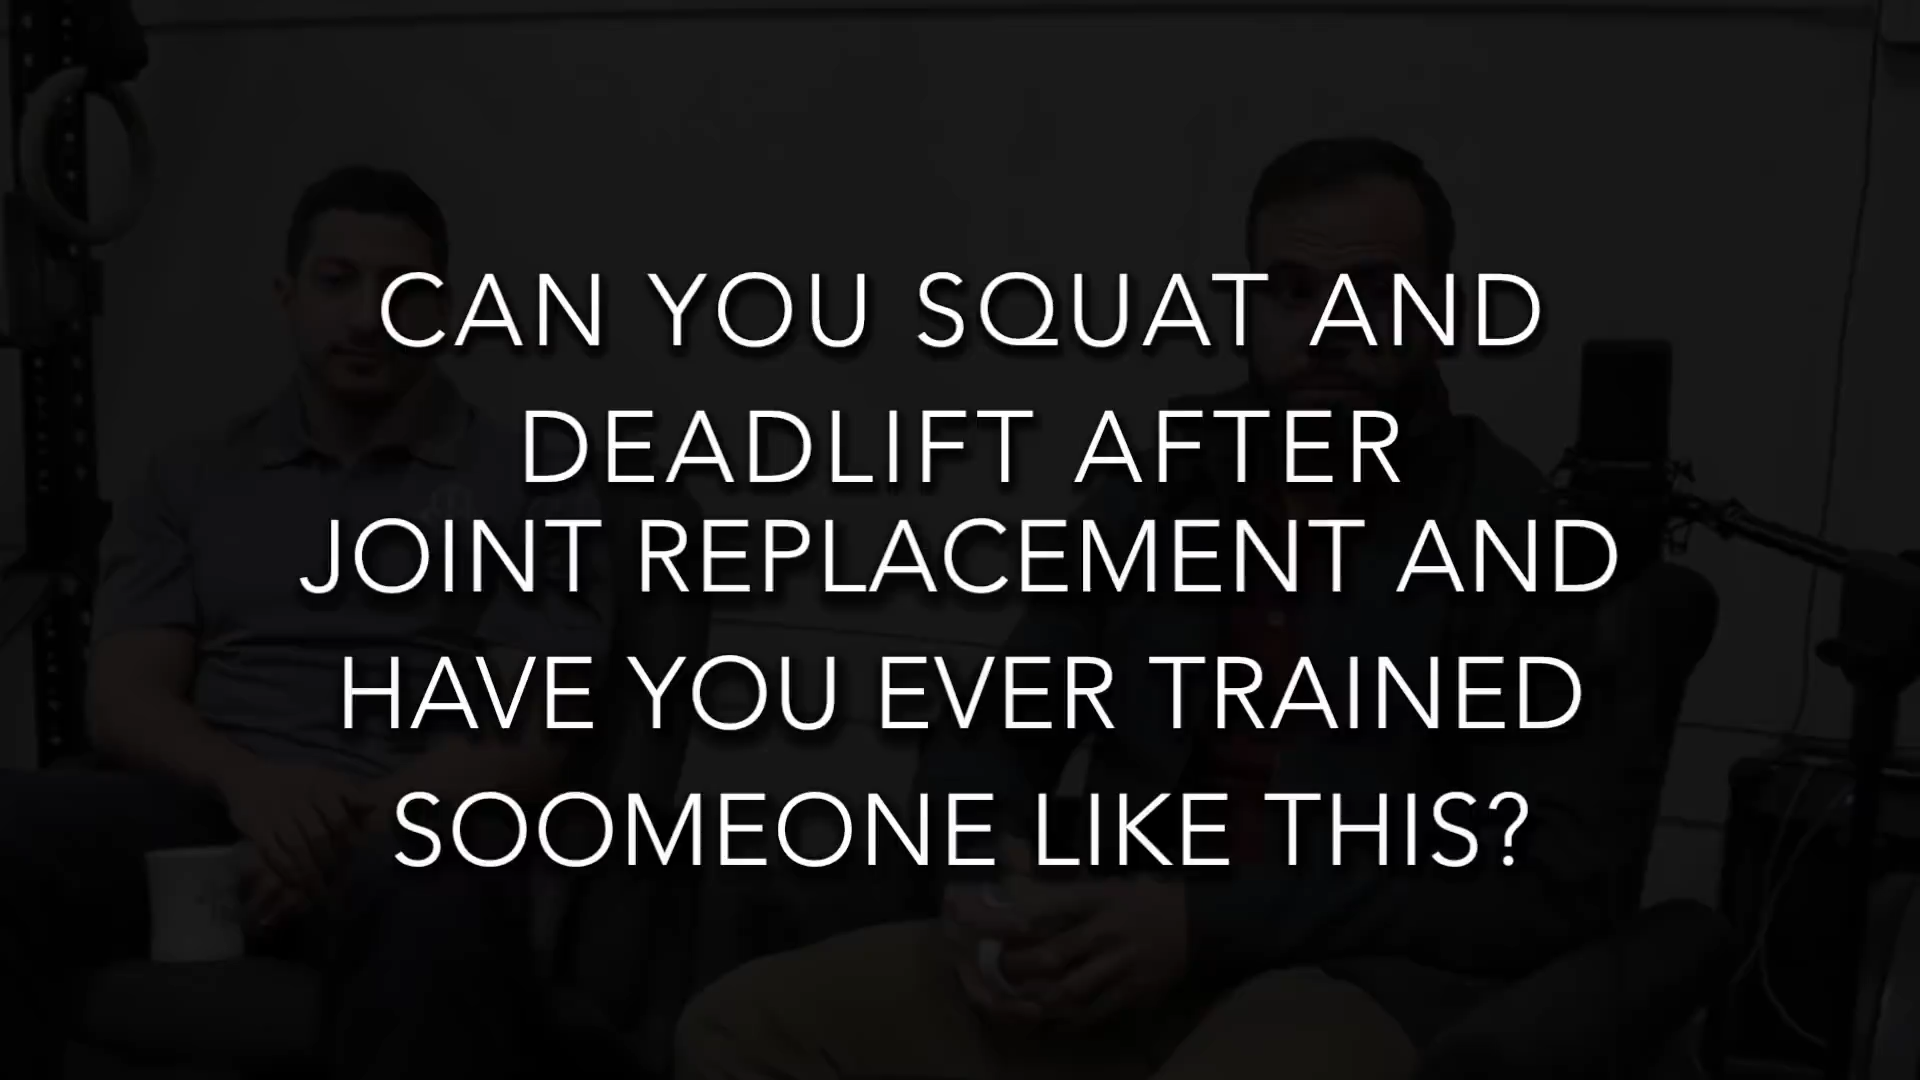 CAN YOU SQUAT AND
DEADLIFT AFTER
JOINT REPLACEMENT AND
HAVE YOU EVER TRAINED
SOOMEONE LIKE THIS?